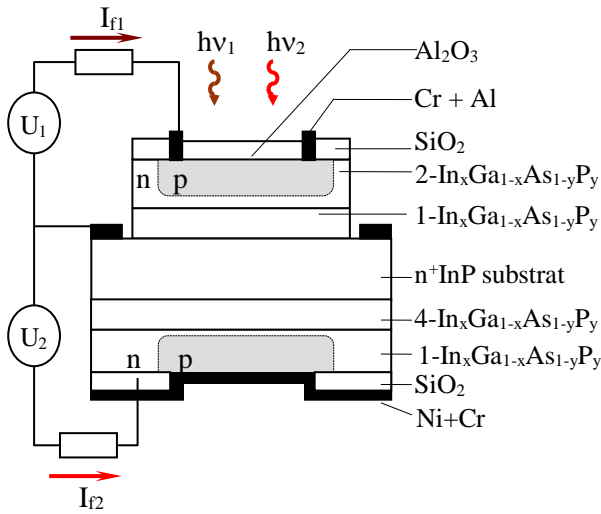 I_f1
hν₁ hν₂
Al₂O₃
Cr + Al
U₁
SiO₂
n p
2-InₓGa₁₋ₓAs₁₋yPy
1-InₓGa₁₋ₓAs₁₋yPy
n⁺InP substrat
4-InₓGa₁₋ₓAs₁₋yPy
U₂
n p
1-InₓGa₁₋ₓAs₁₋yPy
SiO₂
Ni+Cr
I_f2